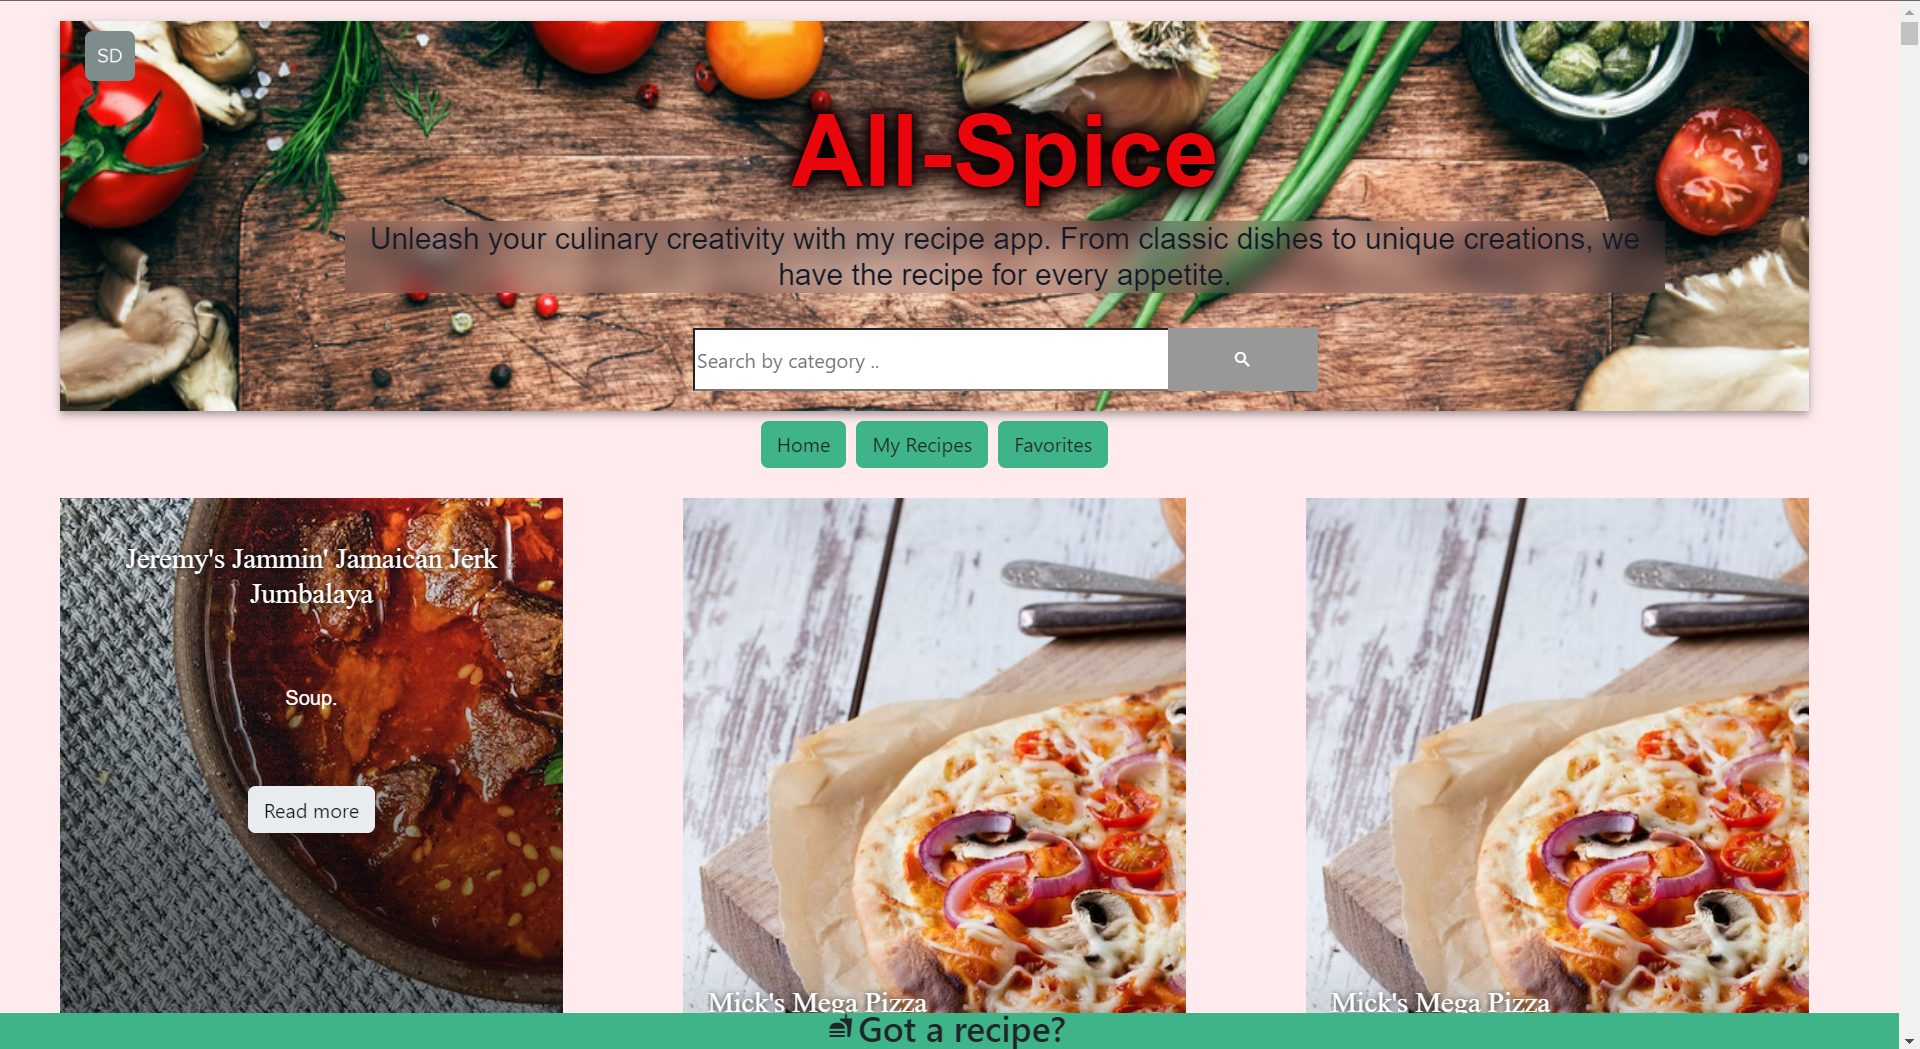 SD
All-Spice
Unleash your culinary creativity with my recipe app. From classic dishes to unique creations, we
have the recipe for every appetite.
Search by category ..
Home
My Recipes
Favorites
Jeremy's Jammin' Jamaican Jerk
Jumbalaya
Soup.
Read more
Mick's Mega Pizza
Mick's Mega Pizza
Got a recipe?